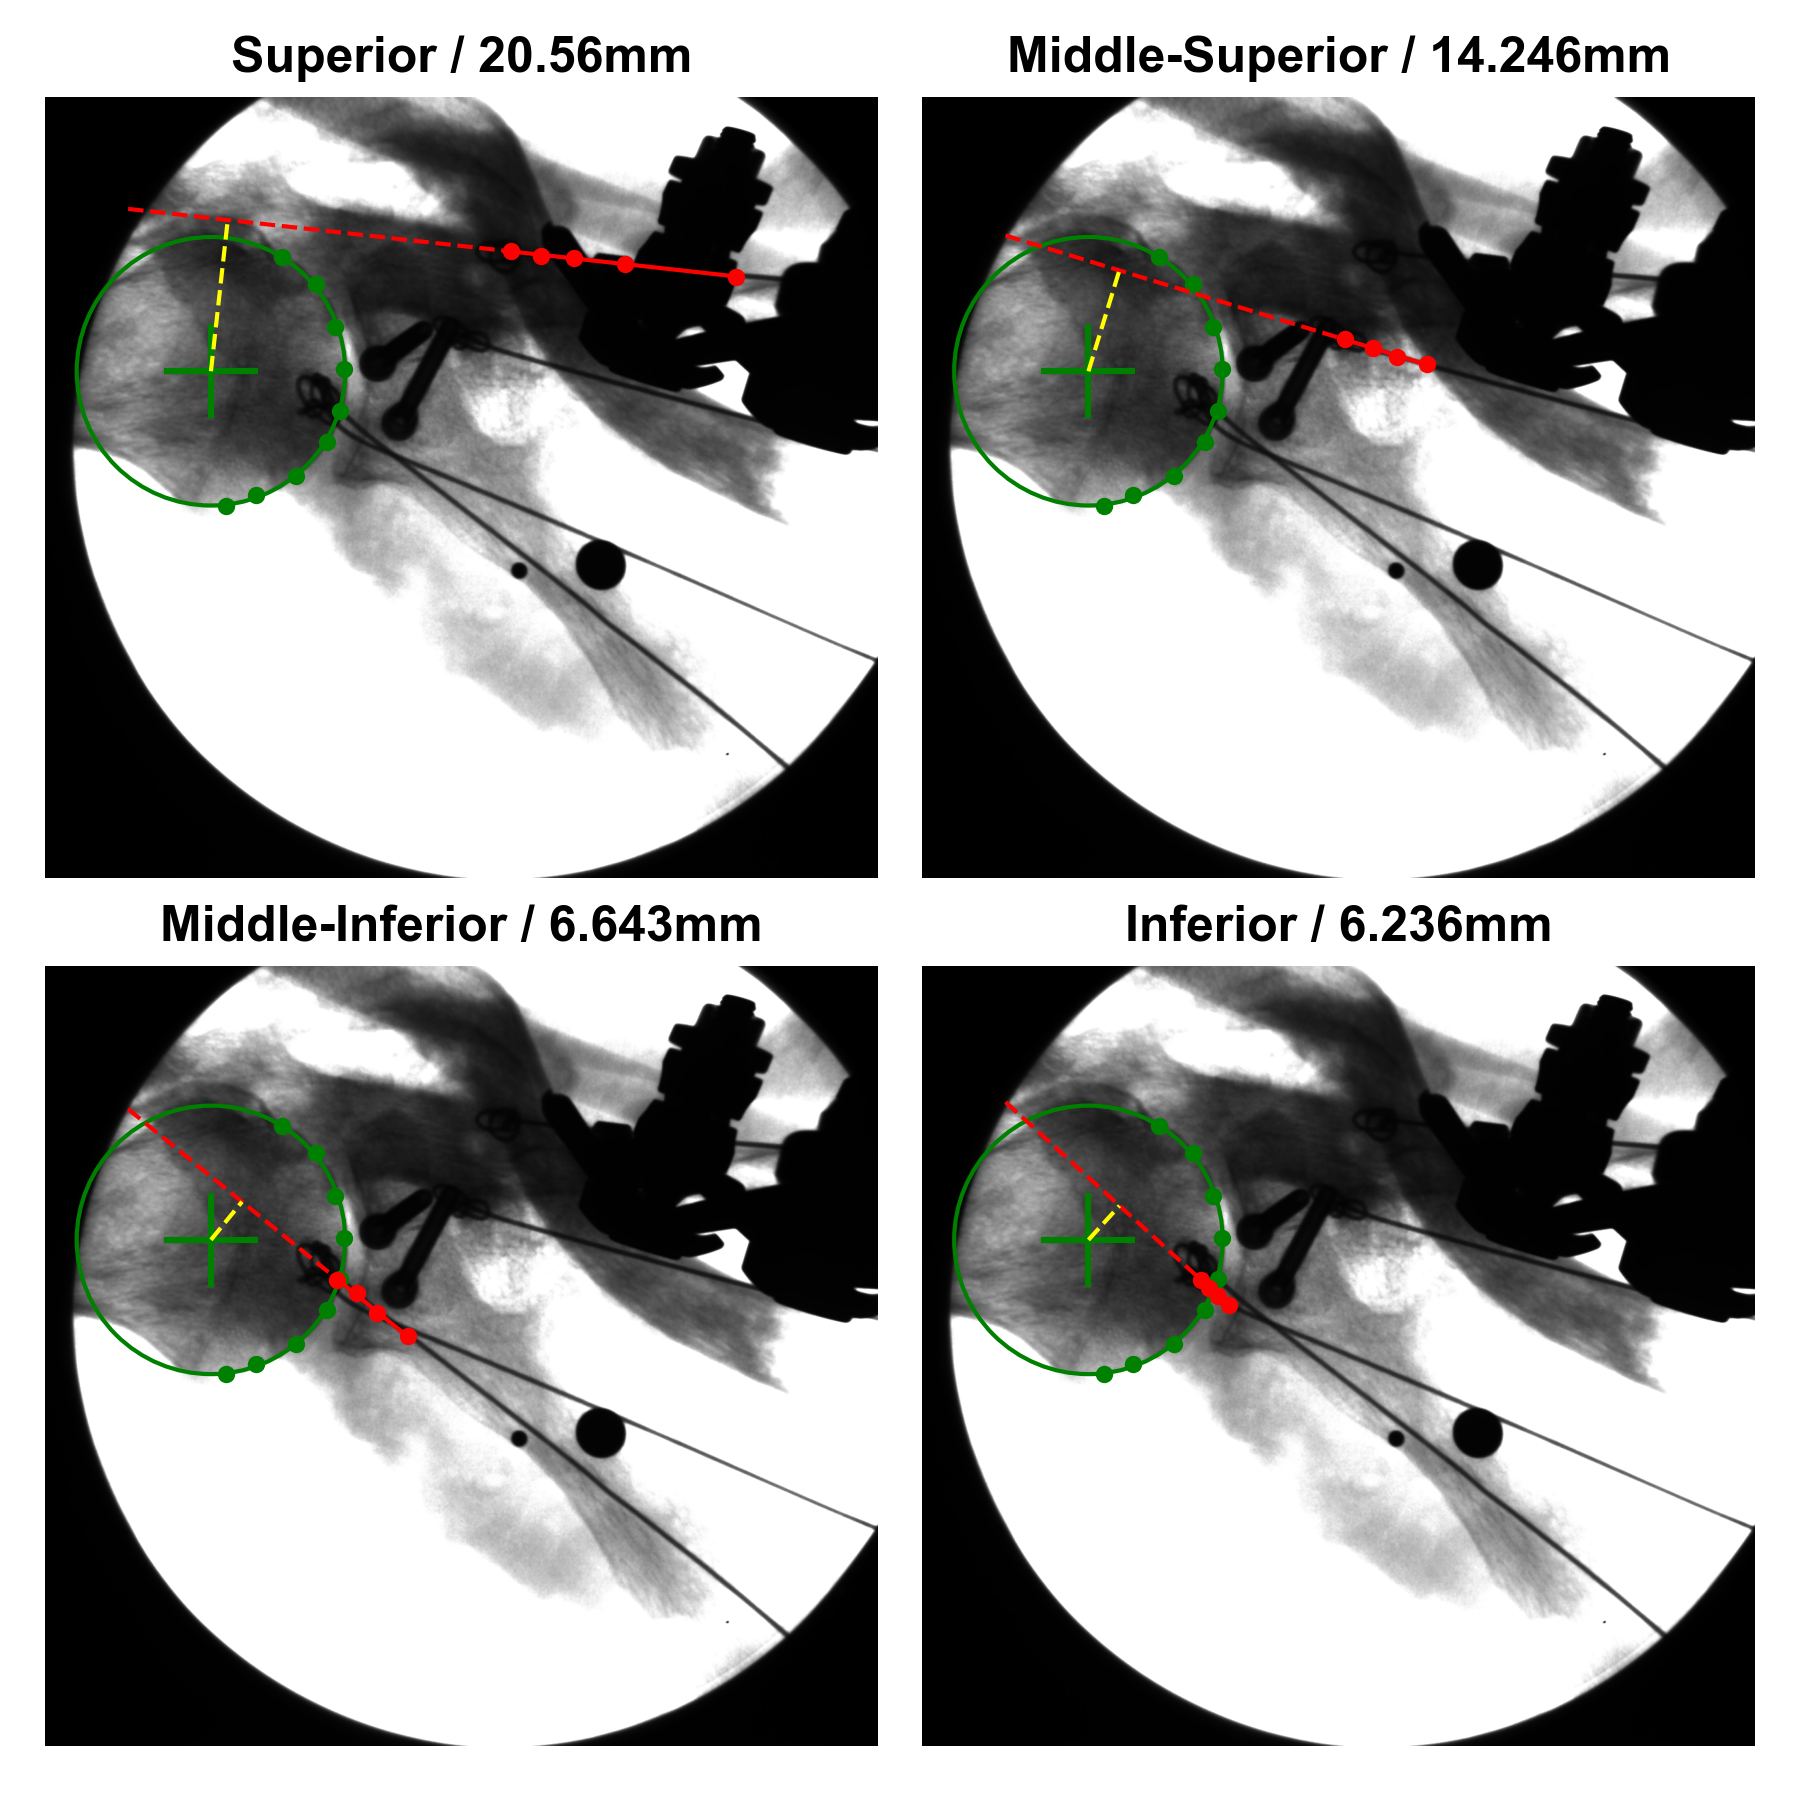 Superior / 20.56mm
Middle-Superior / 14.246mm
Middle-Inferior / 6.643mm
Inferior / 6.236mm